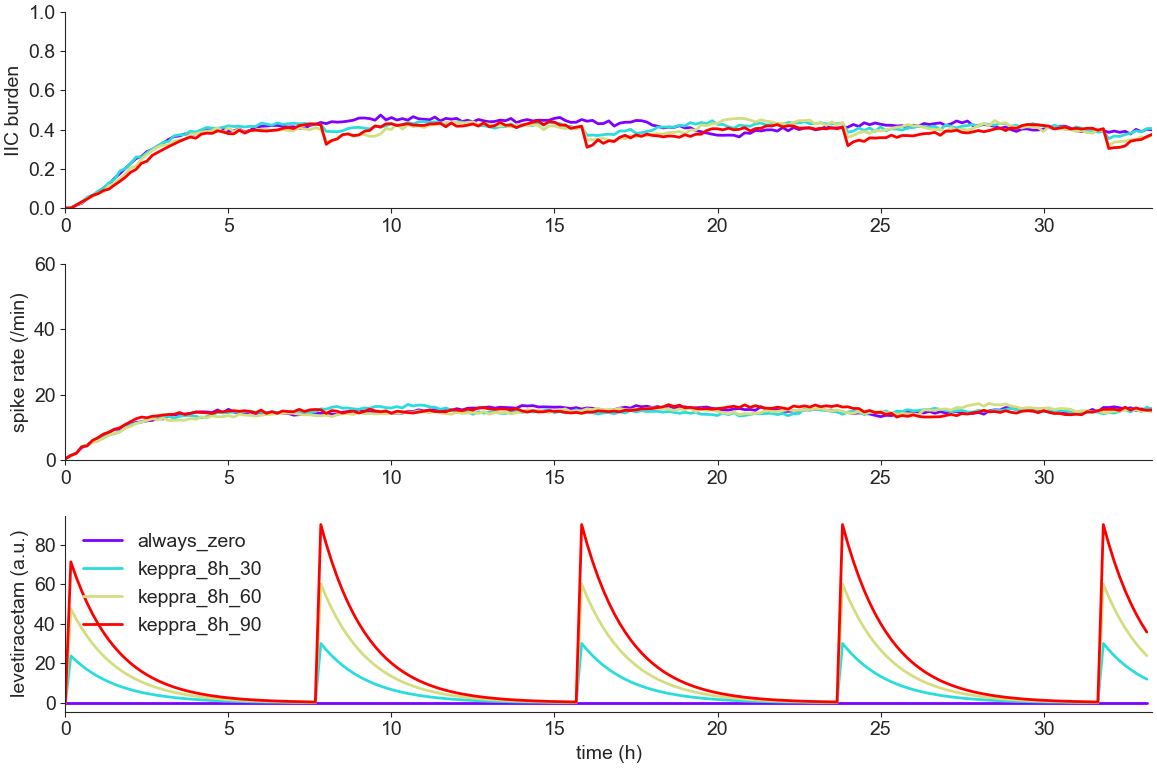 IIC burden
1.0
0.8
0.6
0.4
0.2
0.0
0 5 10 15 20 25 30
spike rate (/min)
60
40
20
0
0 5 10 15 20 25 30
levetiracetam (a.u.)
80
60
40
20
0
always_zero
keppra_8h_30
keppra_8h_60
keppra_8h_90
0 5 10 15 20 25 30
time (h)